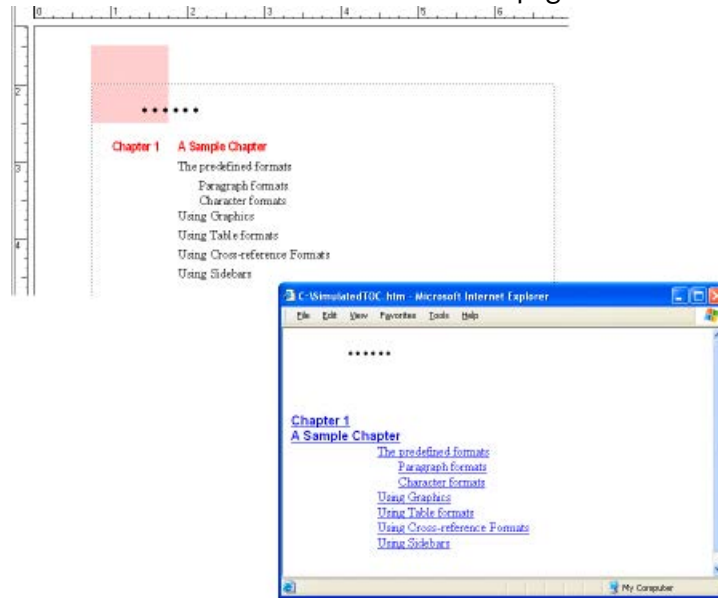 0 1 2 3 4 5 6
2
3
4
••••••
Chapter 1 A Sample Chapter
The predefined formats
Paragraph formats
Character formats
Using Graphics
Using Table formats
Using Cross-reference Formats
Using Sidebars
C:\SimulatedTOC.htm - Microsoft Internet Explorer
File Edit View Favorites Tools Help
••••••
Chapter 1
A Sample Chapter
The predefined formats
Paragraph formats
Character formats
Using Graphics
Using Table formats
Using Cross-reference Formats
Using Sidebars
My Computer